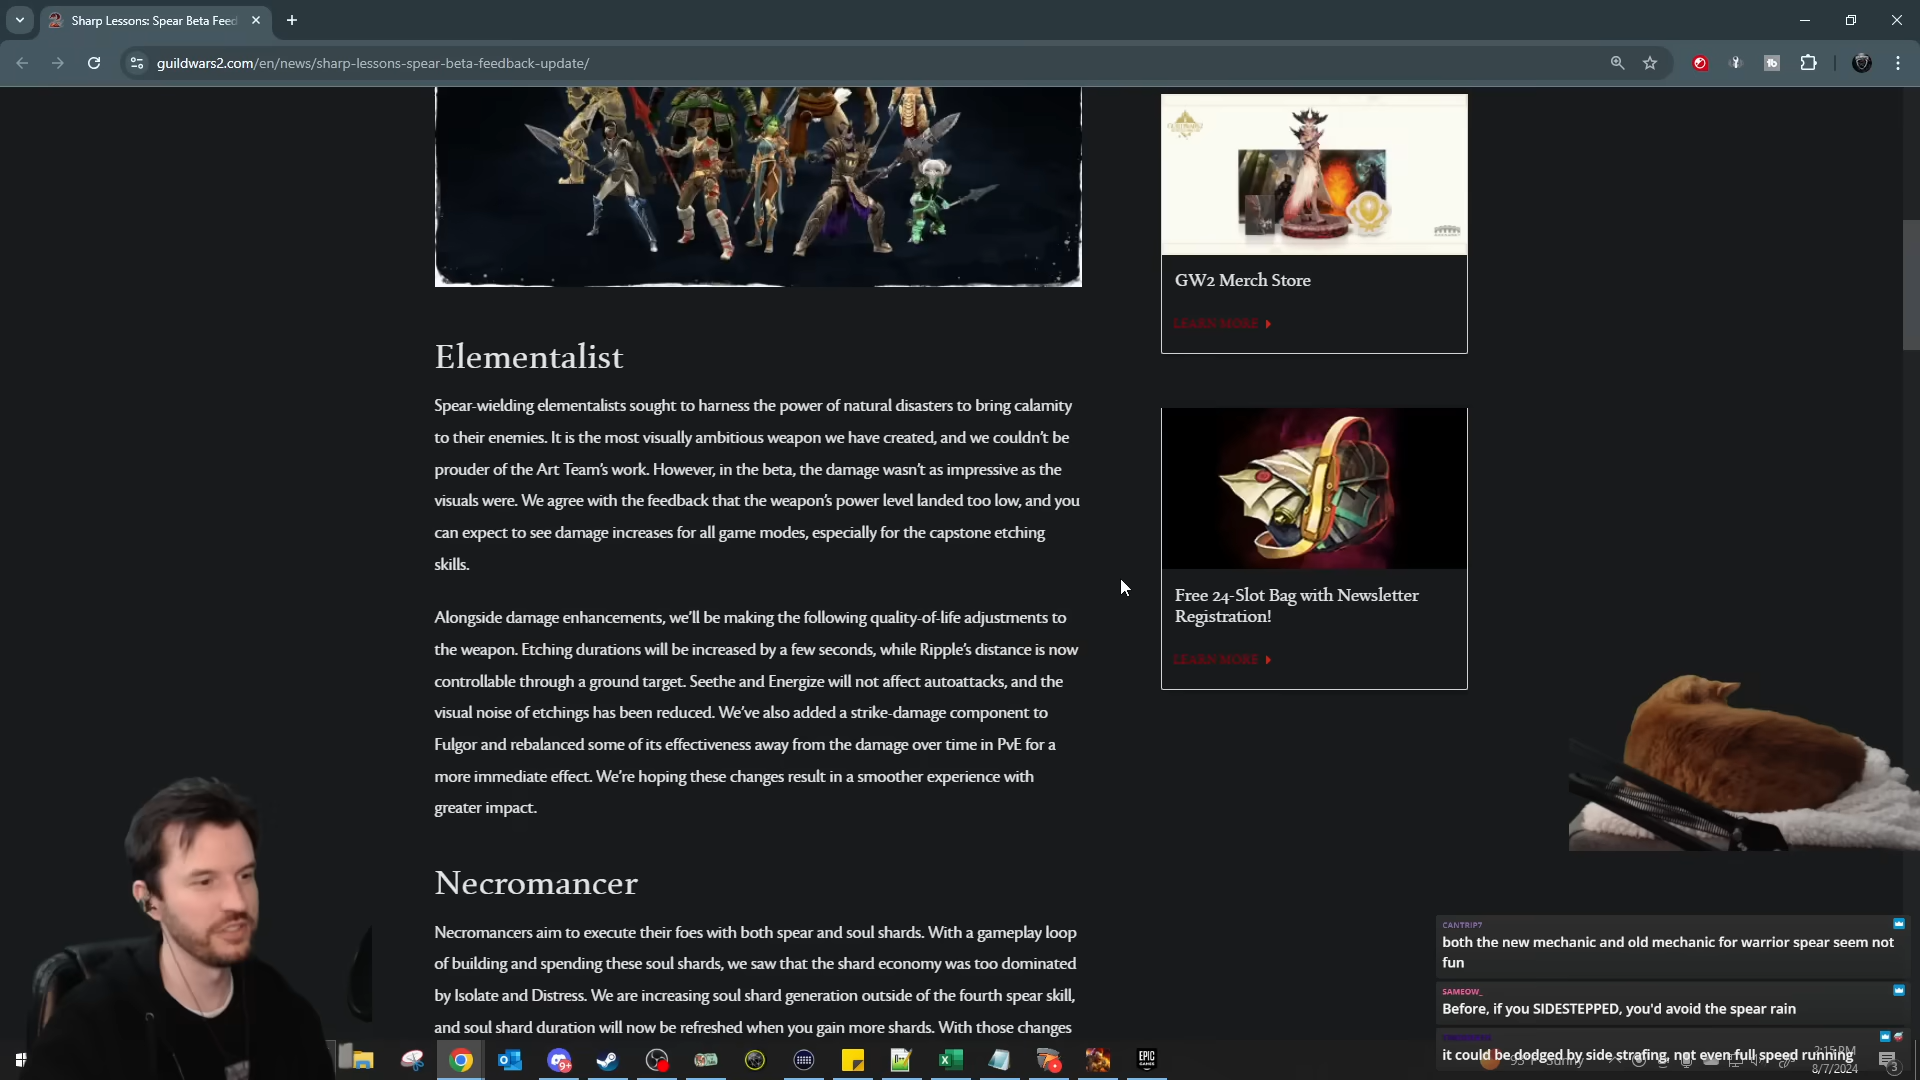 Sharp Lessons: Spear Beta Feed
guildwars2.com/en/news/sharp-lessons-spear-beta-feedback-update/
GW2 Merch Store
LEARN MORE
Elementalist
Spear-wielding elementalists sought to harness the power of natural disasters to bring calamity
to their enemies. It is the most visually ambitious weapon we have created, and we couldn't be
prouder of the Art Team's work. However, in the beta, the damage wasn't as impressive as the
visuals were. We agree with the feedback that the weapon's power level landed too low, and you
can expect to see damage increases for all game modes, especially for the capstone etching
skills.
Free 24-Slot Bag with Newsletter
Registration!
LEARN MORE
Alongside damage enhancements, we'll be making the following quality-of-life adjustments to
the weapon. Etching durations will be increased by a few seconds, while Ripple's distance is now
controllable through a ground target. Seethe and Energize will not affect autoattacks, and the
visual noise of etchings has been reduced. We've also added a strike-damage component to
Fulgor and rebalanced some of its effectiveness away from the damage over time in PvE for a
more immediate effect. We're hoping these changes result in a smoother experience with
greater impact.
Necromancer
Necromancers aim to execute their foes with both spear and soul shards. With a gameplay loop
of building and spending these soul shards, we saw that the shard economy was too dominated
by Isolate and Distress. We are increasing soul shard generation outside of the fourth spear skill,
and soul shard duration will now be refreshed when you gain more shards. With those changes
CANTRIP7
both the new mechanic and old mechanic for warrior spear seem not
fun
SAMEOW_
Before, if you SIDESTEPPED, you'd avoid the spear rain
it could be dodged by side strafing, not even full speed running
9+
EPIC
GAMES
Sunny
2:15 PM
8/7/2024
3